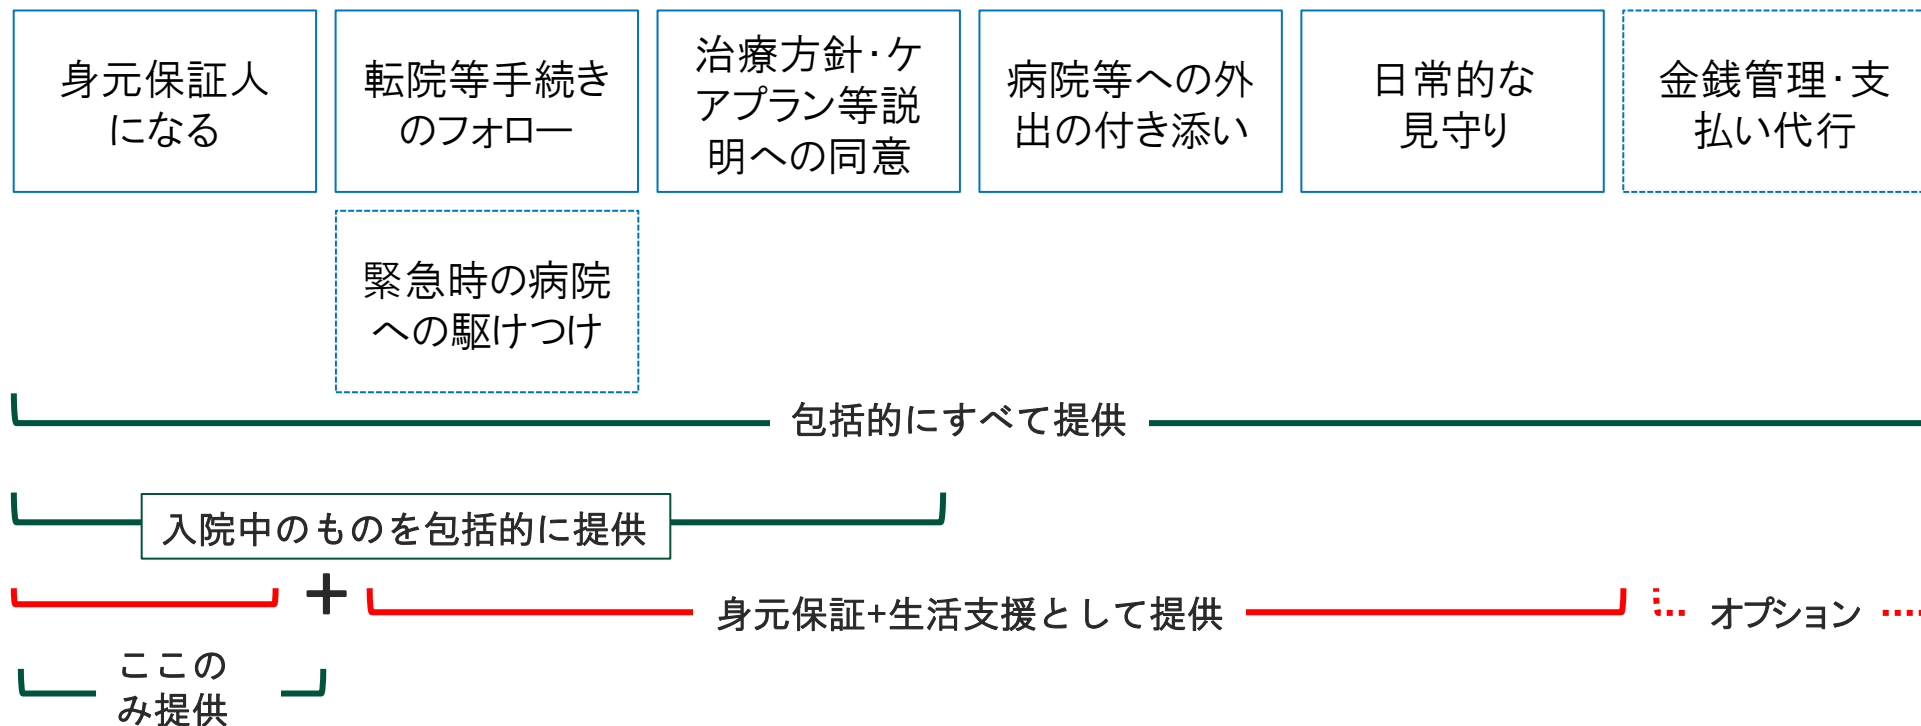 身元保証人
になる
転院等手続き
のフォロー
治療方針・ケ
アプラン等説
明への同意
病院等への外
出の付き添い
日常的な
見守り
金銭管理・支
払い代行
緊急時の病院
への駆けつけ
包括的にすべて提供
入院中のものを包括的に提供
+
身元保証+生活支援として提供
オプション
ここの
み提供